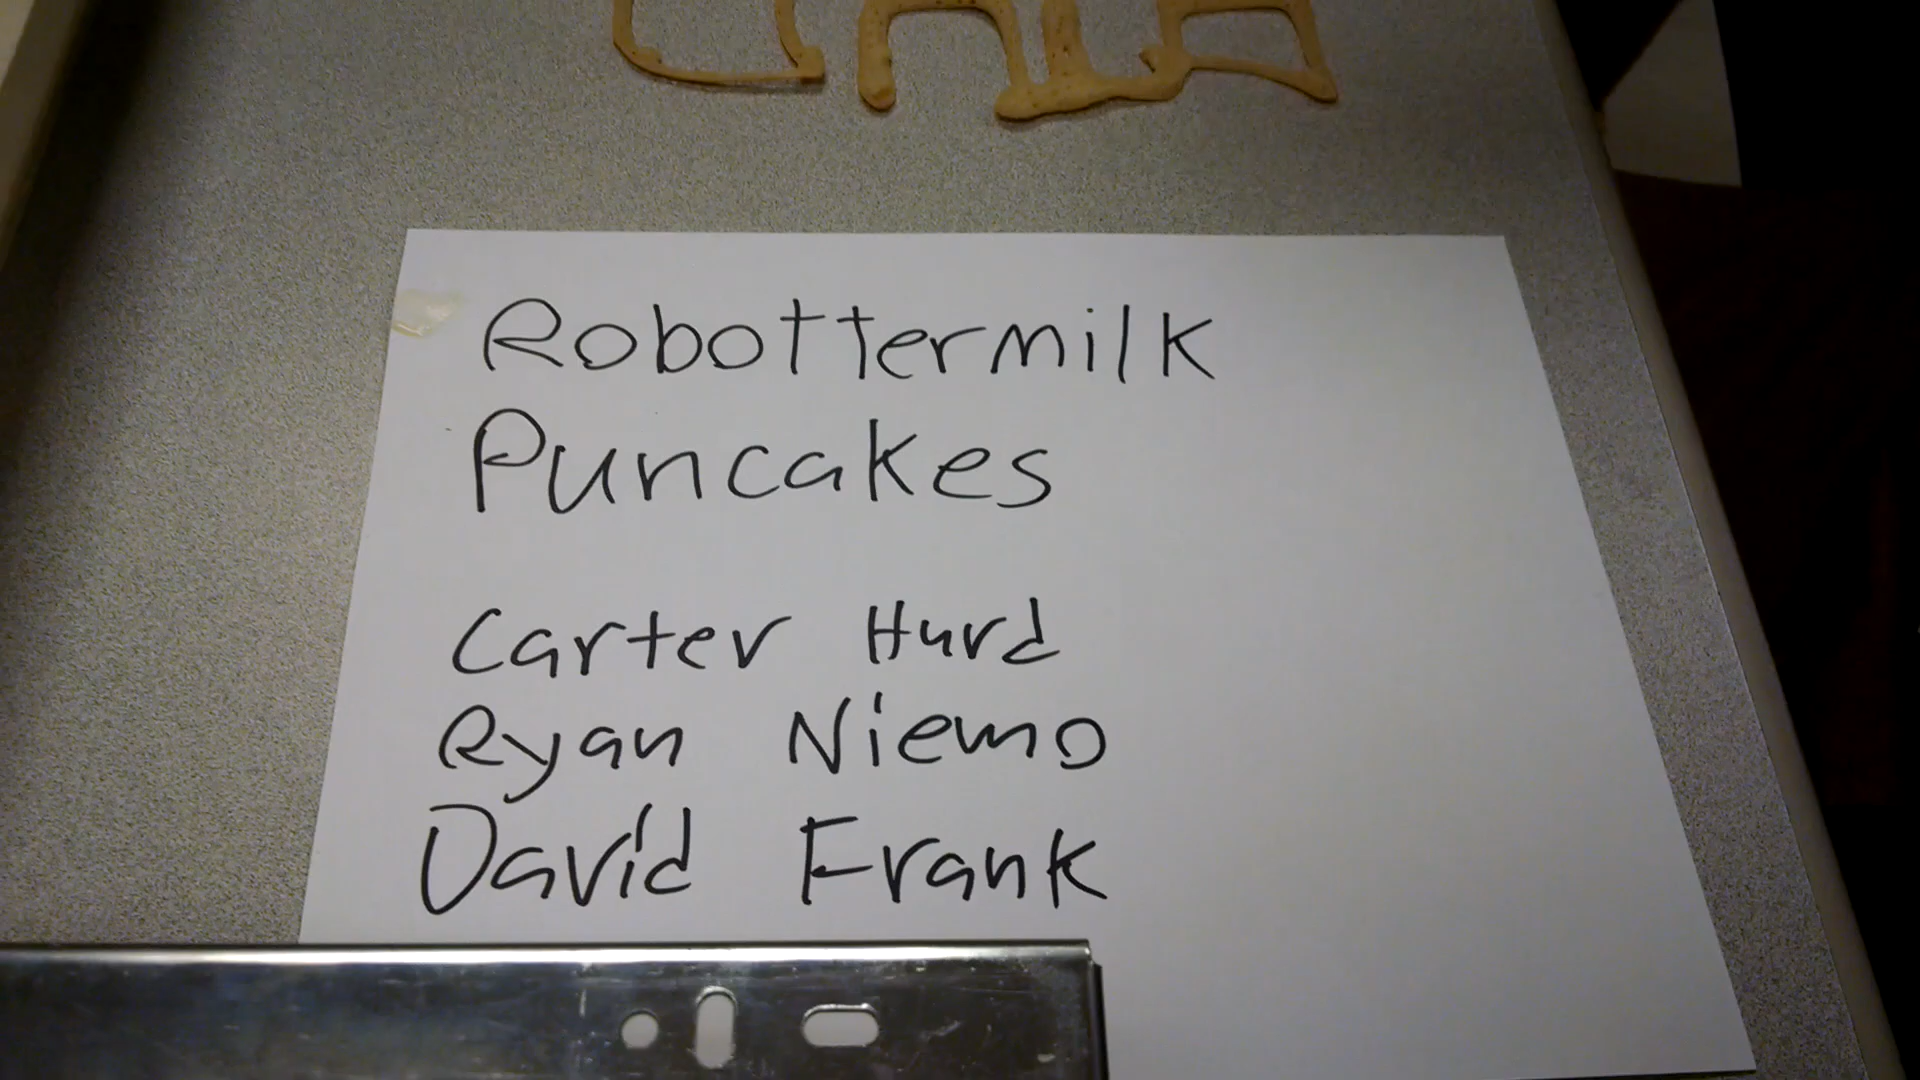 Robottermilk
Puncakes
Carter Hurd
Ryan Niemo
David Frank